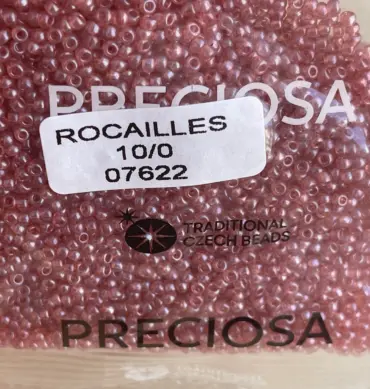 PRECIOSA
ROCAILLES
10/0
07622
TRADITIONAL
CZECH BEADS
PRECIOSA